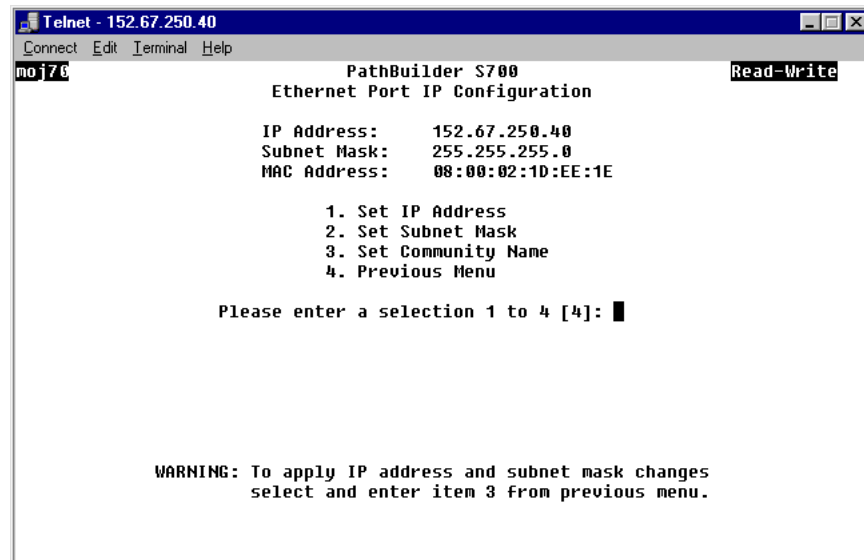 Telnet - 152.67.250.40
Connect Edit Terminal Help
moj70 PathBuilder S700 Read-Write
Ethernet Port IP Configuration
IP Address: 152.67.250.40
Subnet Mask: 255.255.255.0
MAC Address: 08:00:02:1D:EE:1E
1. Set IP Address
2. Set Subnet Mask
3. Set Community Name
4. Previous Menu
Please enter a selection 1 to 4 [4]:
WARNING: To apply IP address and subnet mask changes
select and enter item 3 from previous menu.